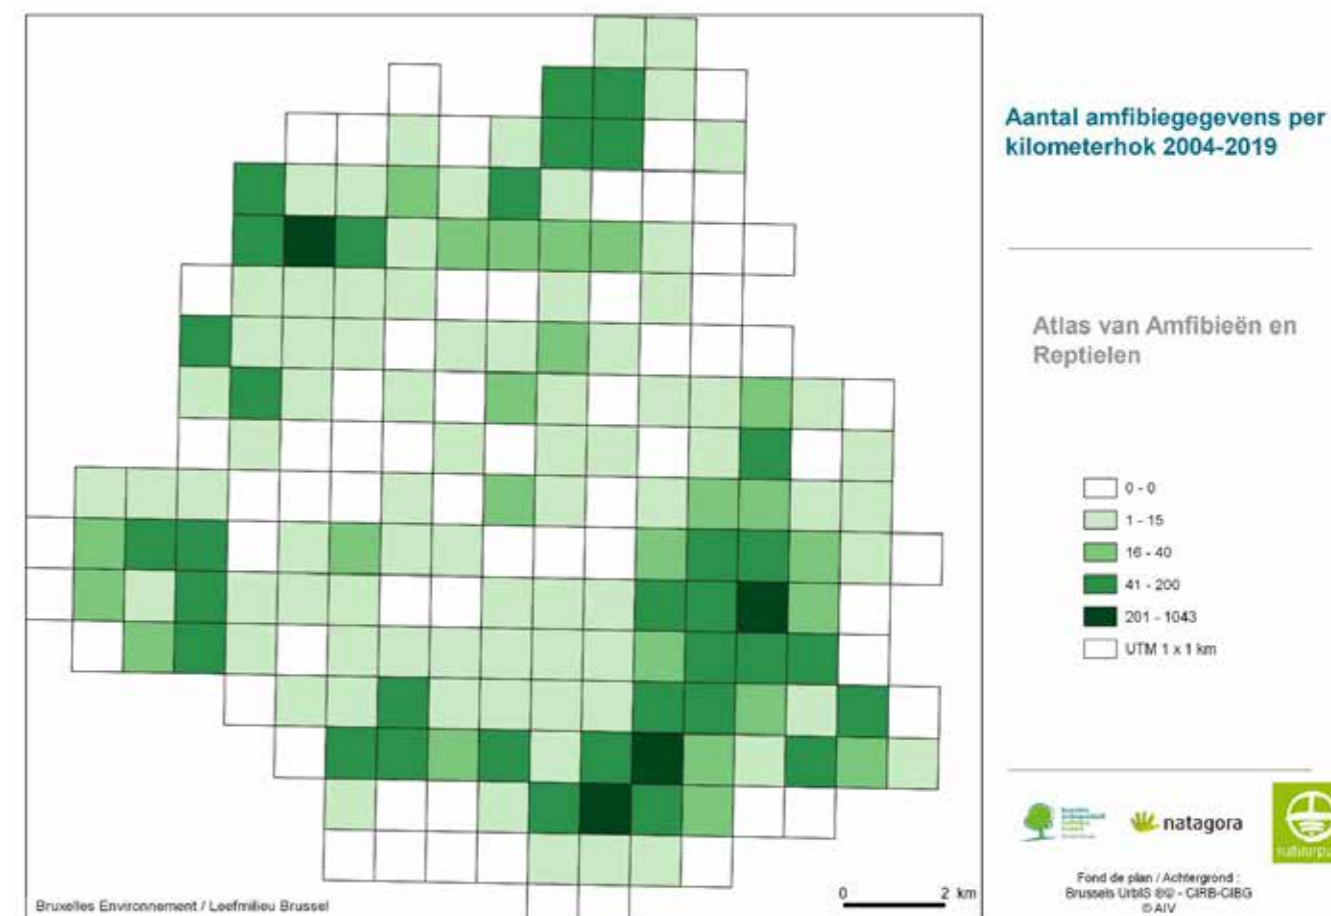 Aantal amfibiegegevens per
kilometerhok 2004-2019
Atlas van Amfibieën en
Reptielen
0 - 0
1 - 15
16 - 40
41 - 200
201 - 1043
UTM 1 x 1 km
natagora
Fond de plan / Achtergrond :
Brussels UrbIS ®© - CIRB-CIBG
© AIV
0 2 km
Bruxelles Environnement / Leefmilieu Brussel